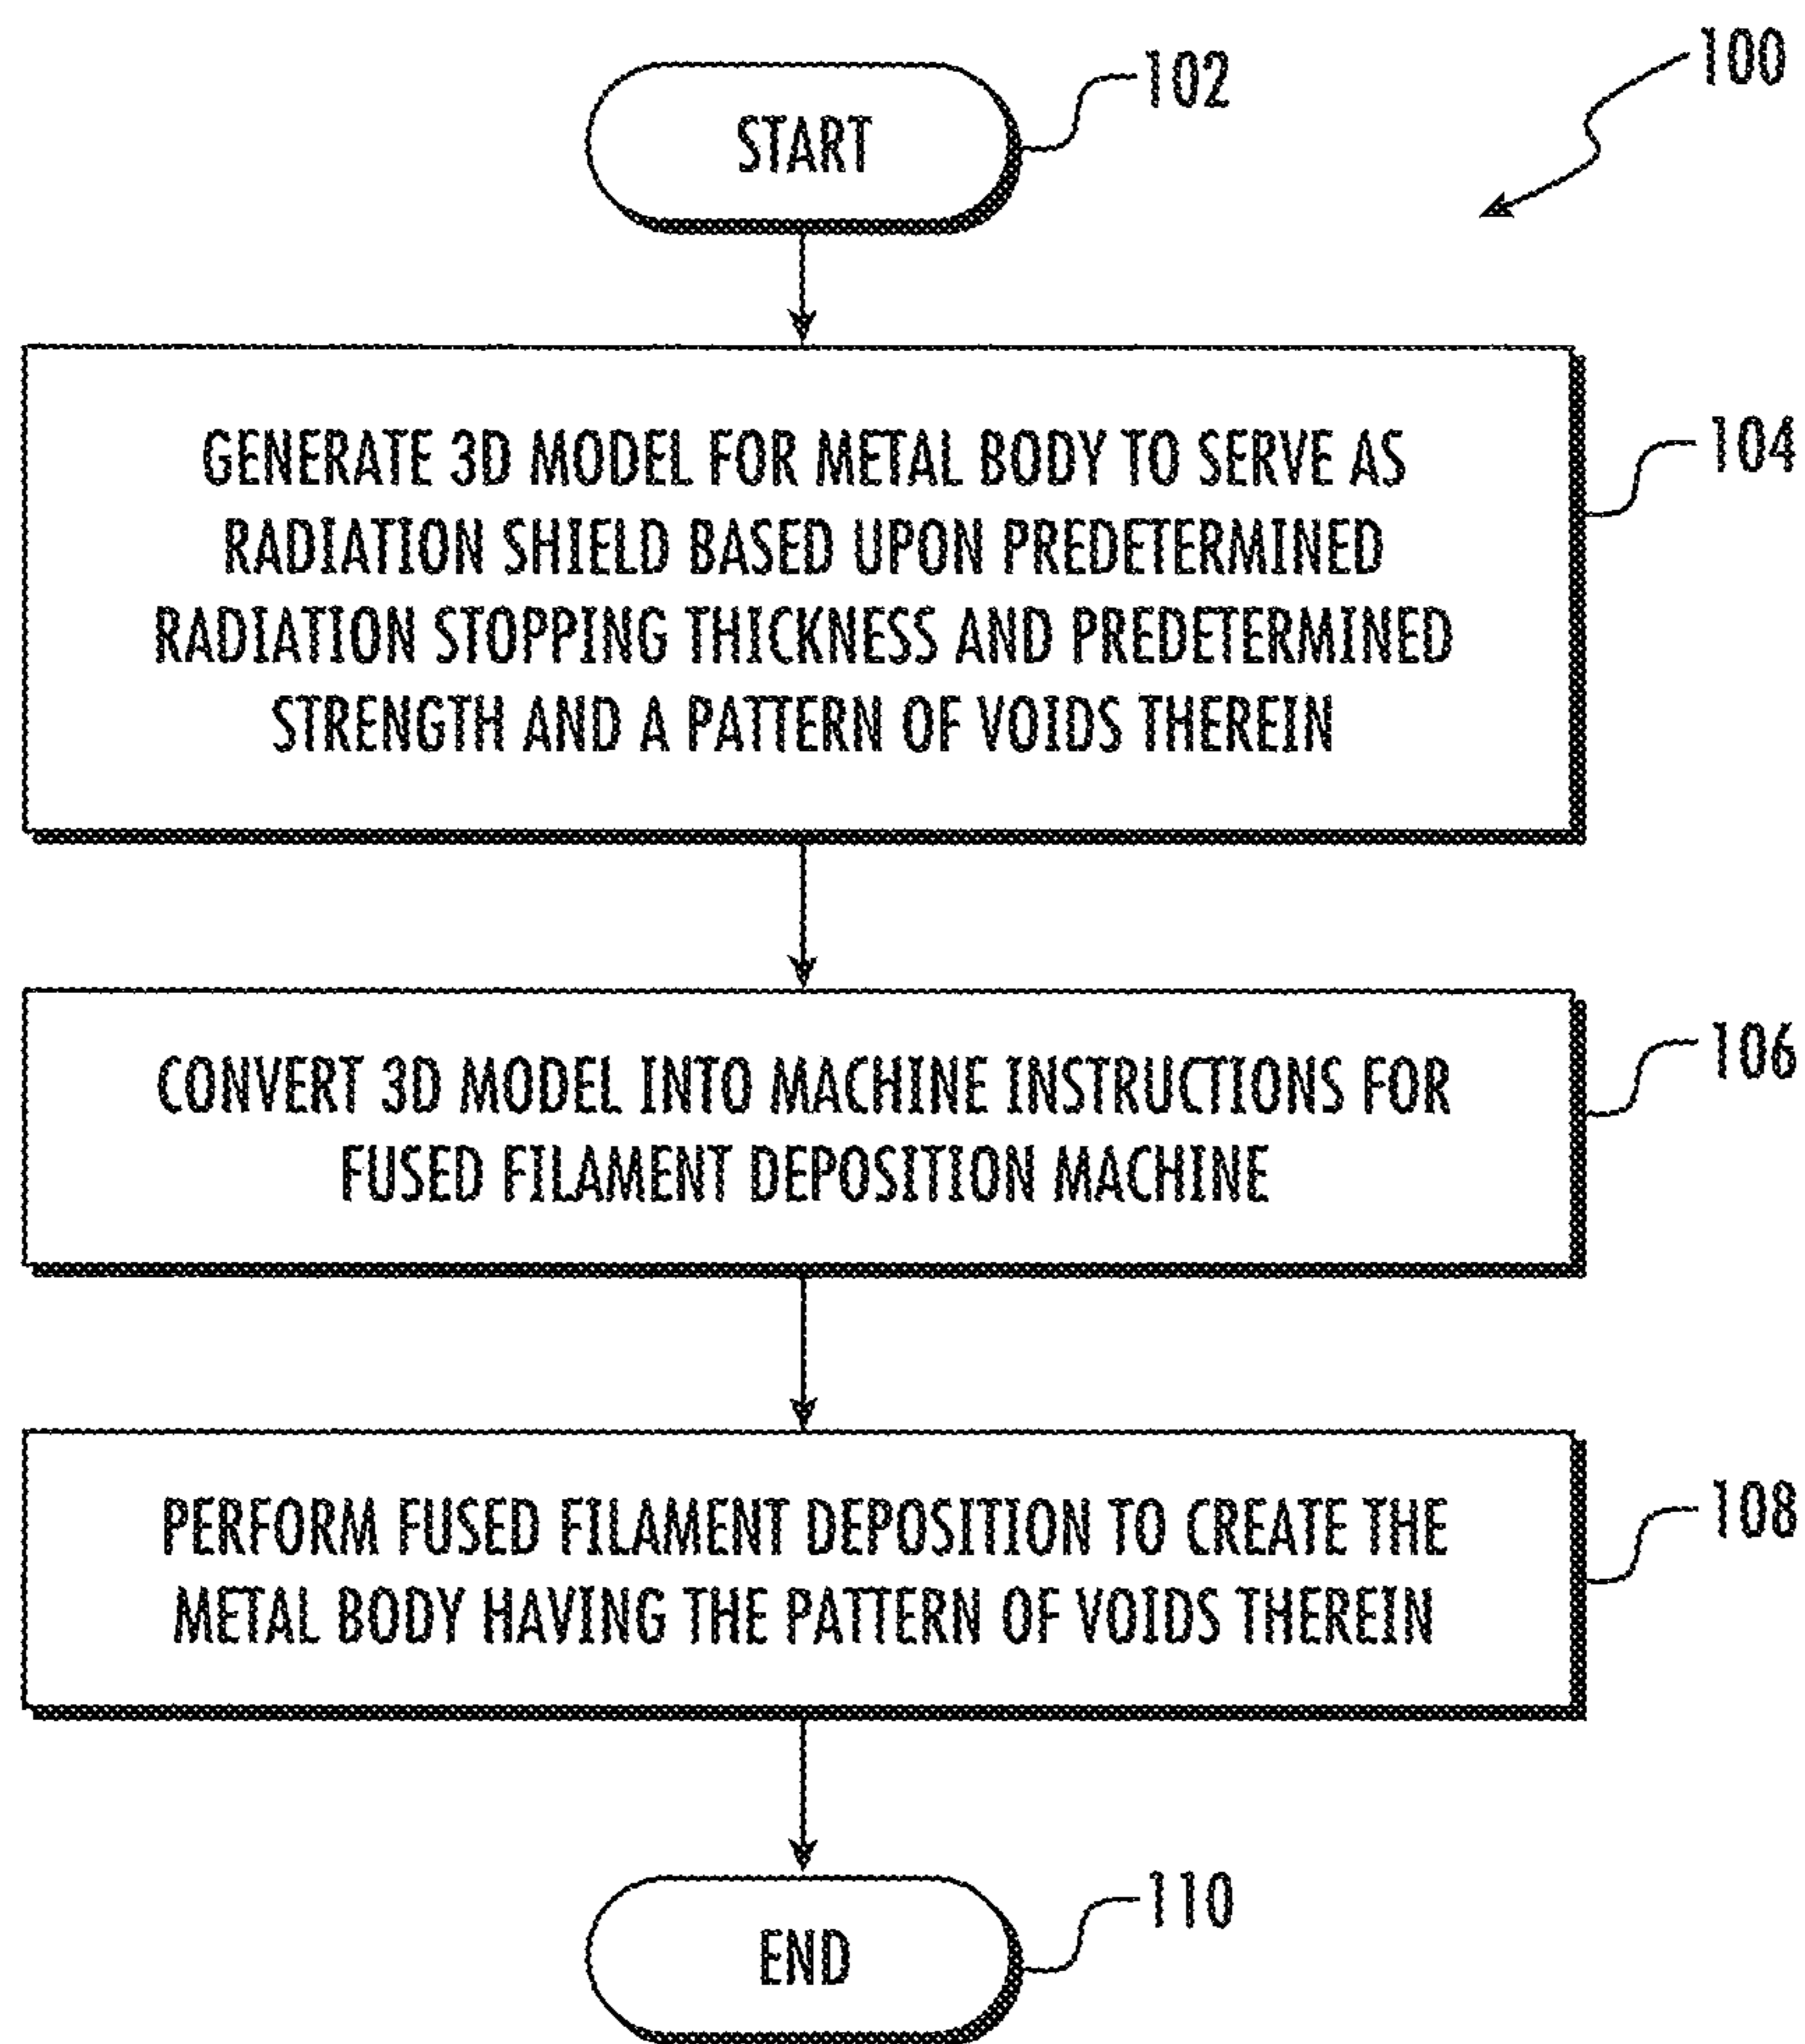 100
102
START
GENERATE 3D MODEL FOR METAL BODY TO SERVE AS
RADIATION SHIELD BASED UPON PREDETERMINED
RADIATION STOPPING THICKNESS AND PREDETERMINED
STRENGTH AND A PATTERN OF VOIDS THEREIN
104
CONVERT 3D MODEL INTO MACHINE INSTRUCTIONS FOR
FUSED FILAMENT DEPOSITION MACHINE
106
PERFORM FUSED FILAMENT DEPOSITION TO CREATE THE
METAL BODY HAVING THE PATTERN OF VOIDS THEREIN
108
END
110